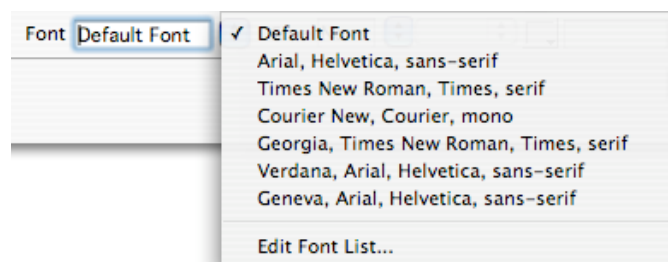 Font Default Font ✓ Default Font
Arial, Helvetica, sans-serif
Times New Roman, Times, serif
Courier New, Courier, mono
Georgia, Times New Roman, Times, serif
Verdana, Arial, Helvetica, sans-serif
Geneva, Arial, Helvetica, sans-serif
Edit Font List...